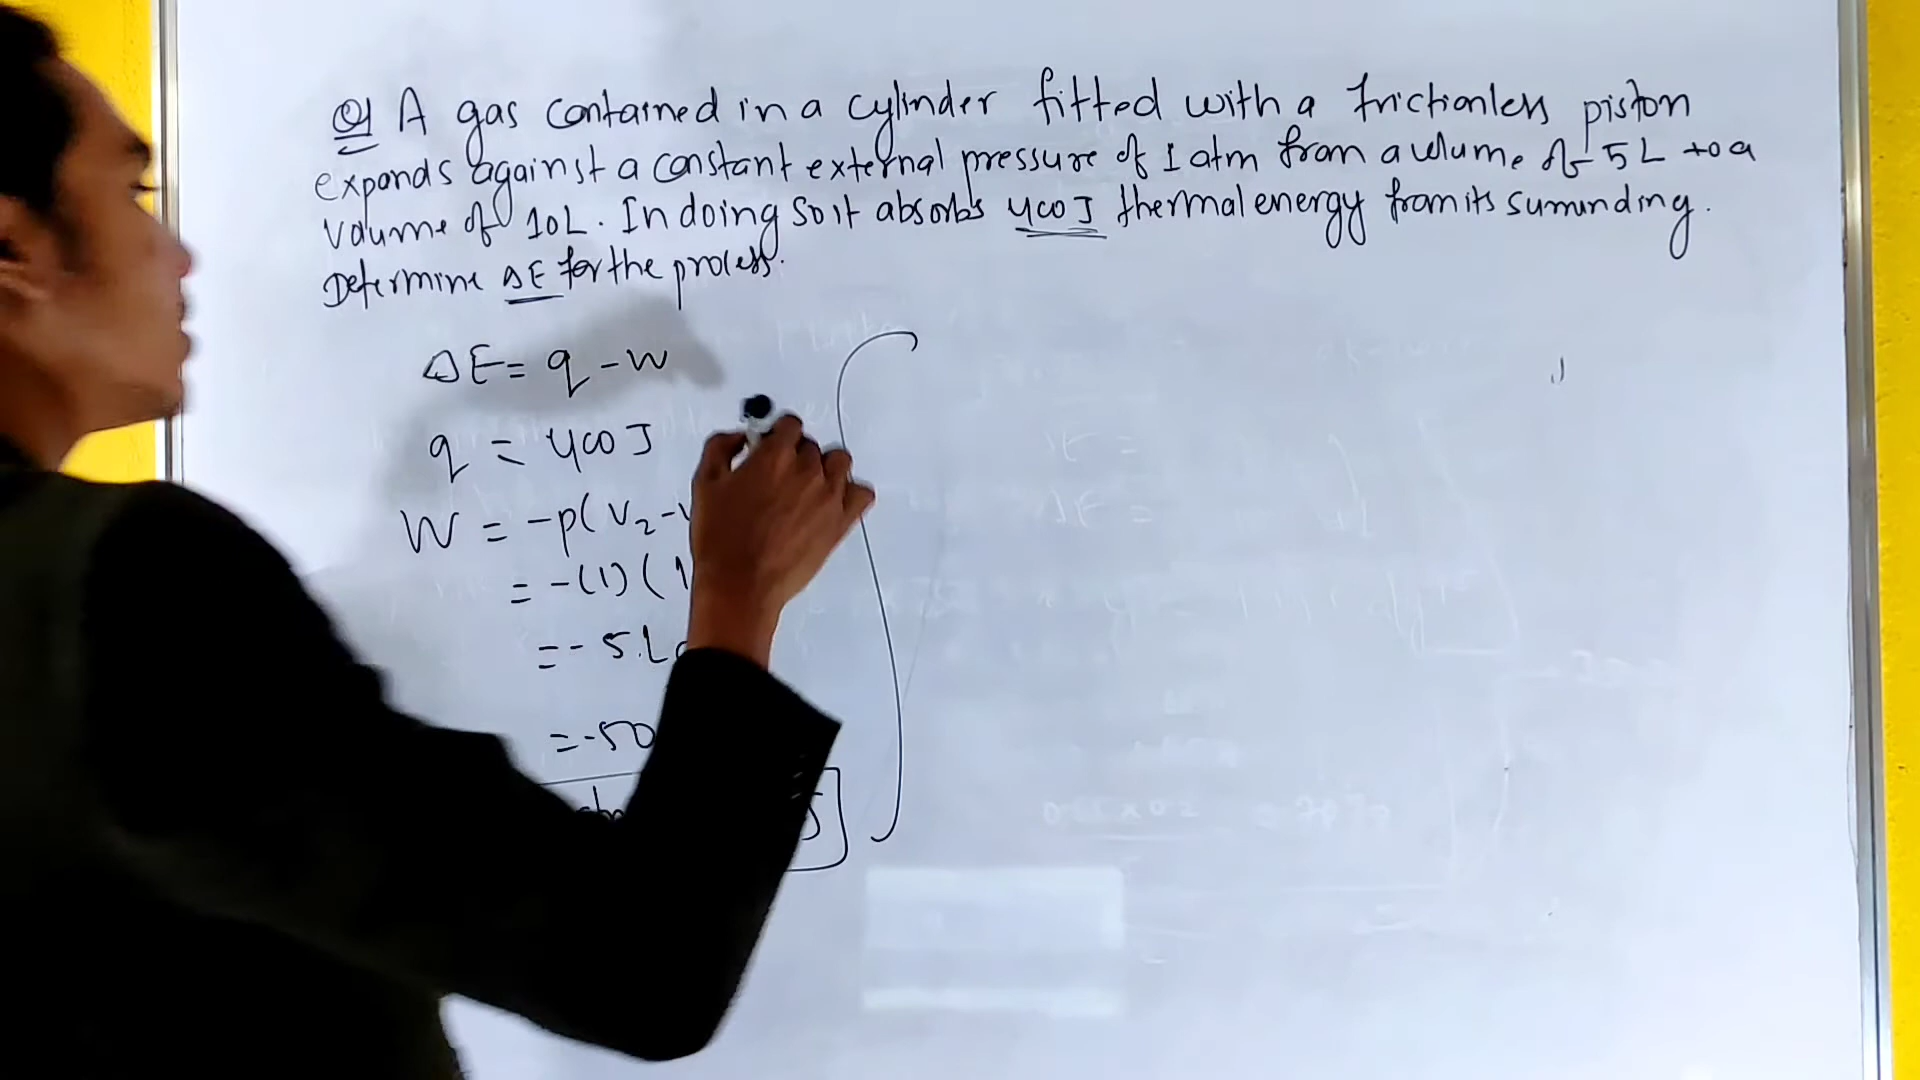 Q1 A gas contained in a cylinder fitted with a frictionless piston
expands against a constant external pressure of 1 atm from a volume of 5L to a
volume of 10L. In doing so it absorbs 400J thermal energy from its surrounding.
Determine ΔE for the process.
ΔE = q - w
q = 400J
W = -p(V₂-V
= -(1)(1
= - 5.L
= -50